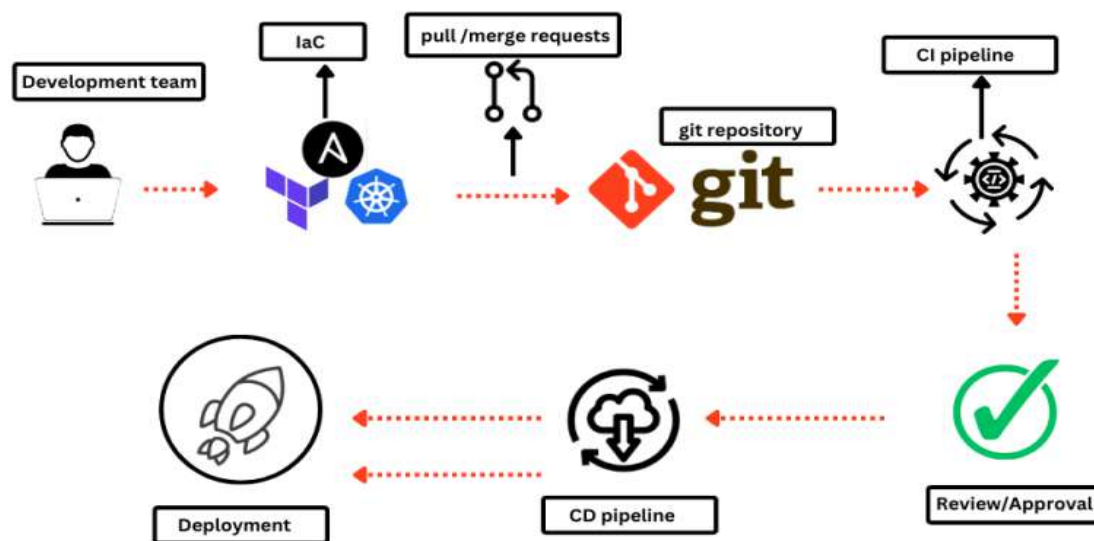 Development team
IaC
pull /merge requests
git repository
git
CI pipeline
Review/Approval
CD pipeline
Deployment